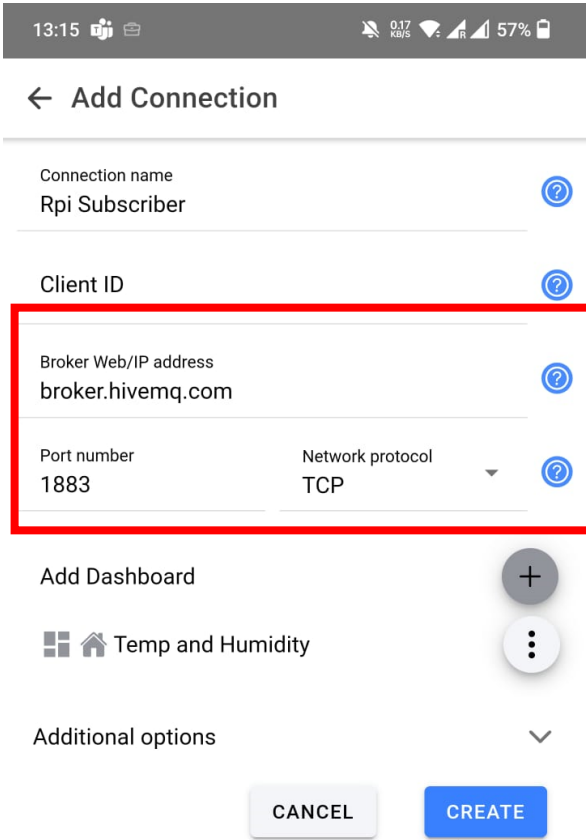 13:15 0.17 KB/S R 57%
Add Connection
Connection name
Rpi Subscriber
Client ID
Broker Web/IP address
broker.hivemq.com
Port number Network protocol
1883 TCP
Add Dashboard
Temp and Humidity
Additional options
CANCEL CREATE